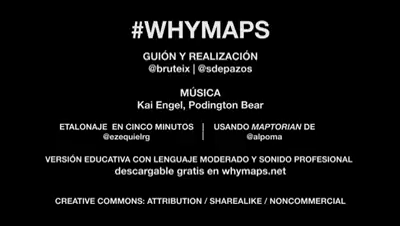 #WHYMAPS
GUIÓN Y REALIZACIÓN
@bruteix | @sdepazos
MÚSICA
Kai Engel, Podington Bear
ETALONAJE EN CINCO MINUTOS
@ezequielrg
USANDO MAPTORIAN DE
@alpoma
VERSIÓN EDUCATIVA CON LENGUAJE MODERADO Y SONIDO PROFESIONAL
descargable gratis en whymaps.net
CREATIVE COMMONS: ATTRIBUTION / SHAREALIKE / NONCOMMERCIAL